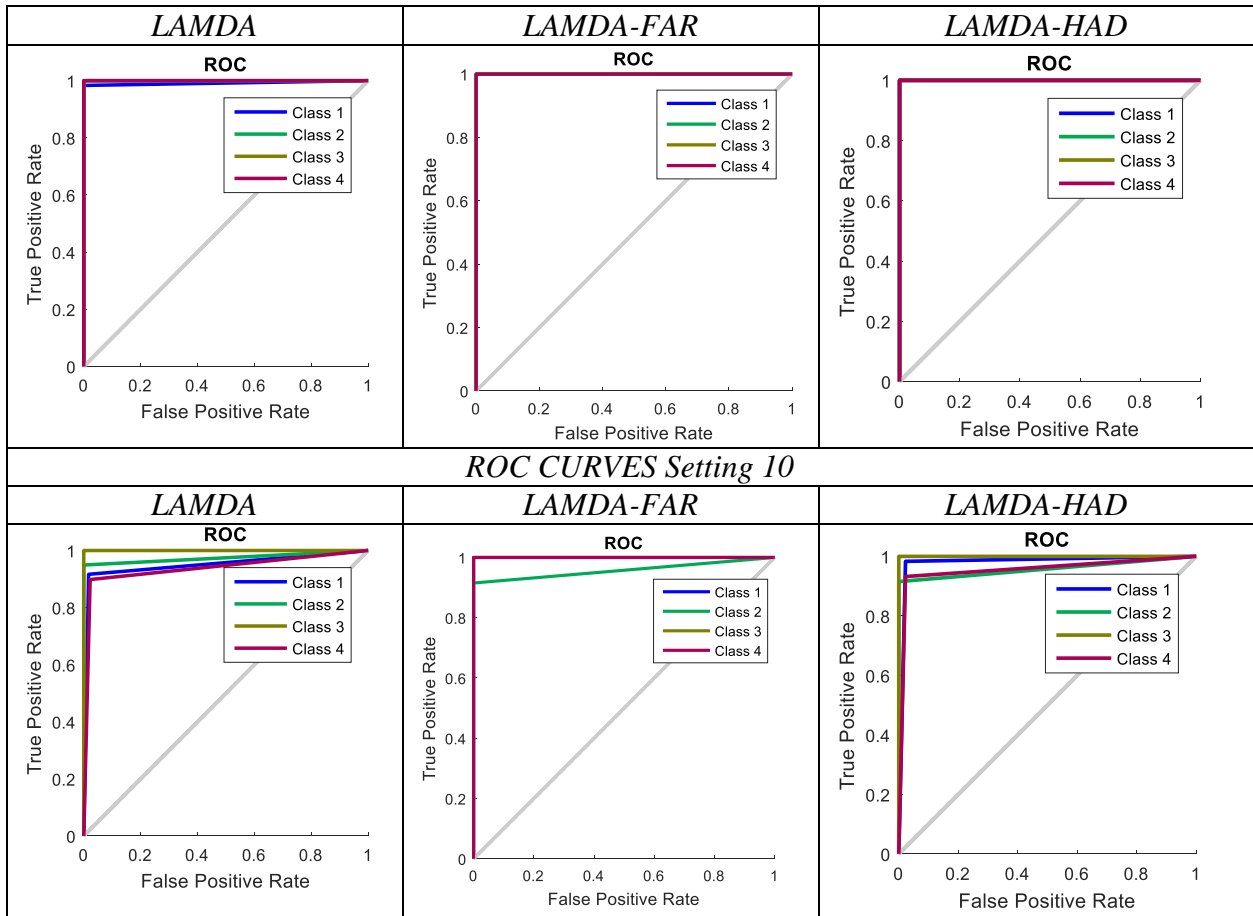 LAMDA
LAMDA-FAR
LAMDA-HAD
ROC
1
0.8
0.6
0.4
0.2
0
True Positive Rate
Class 1
Class 2
Class 3
Class 4
0 0.2 0.4 0.6 0.8 1
False Positive Rate
ROC
1
0.8
0.6
0.4
0.2
0
True Positive Rate
Class 1
Class 2
Class 3
Class 4
0 0.2 0.4 0.6 0.8 1
False Positive Rate
ROC
1
0.8
0.6
0.4
0.2
0
True Positive Rate
Class 1
Class 2
Class 3
Class 4
0 0.2 0.4 0.6 0.8 1
False Positive Rate
ROC CURVES Setting 10
LAMDA
LAMDA-FAR
LAMDA-HAD
ROC
1
0.8
0.6
0.4
0.2
0
True Positive Rate
Class 1
Class 2
Class 3
Class 4
0 0.2 0.4 0.6 0.8 1
False Positive Rate
ROC
1
0.8
0.6
0.4
0.2
0
True Positive Rate
Class 1
Class 2
Class 3
Class 4
0 0.2 0.4 0.6 0.8 1
False Positive Rate
ROC
1
0.8
0.6
0.4
0.2
0
True Positive Rate
Class 1
Class 2
Class 3
Class 4
0 0.2 0.4 0.6 0.8 1
False Positive Rate